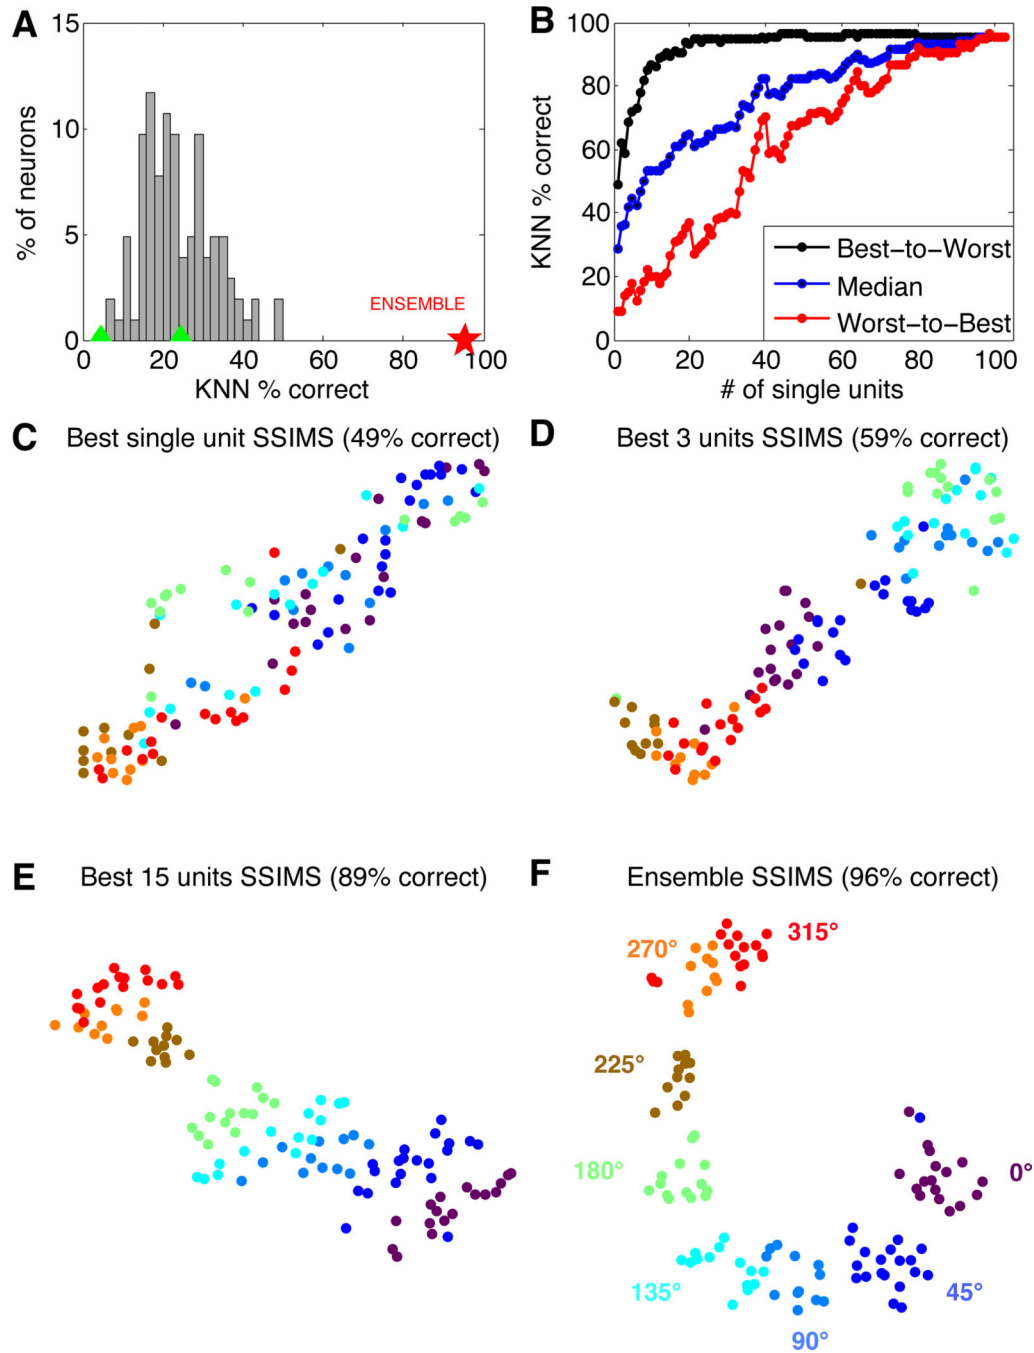 A
% of neurons
15
10
5
0
0 20 40 60 80 100
ENSEMBLE
KNN % correct
B
KNN % correct
100
80
60
40
20
0
0 20 40 60 80 100
Best-to-Worst
Median
Worst-to-Best
# of single units
C Best single unit SSIMS (49% correct)
D Best 3 units SSIMS (59% correct)
E Best 15 units SSIMS (89% correct)
F Ensemble SSIMS (96% correct)
270° 315°
225°
180° 0°
135° 45°
90°